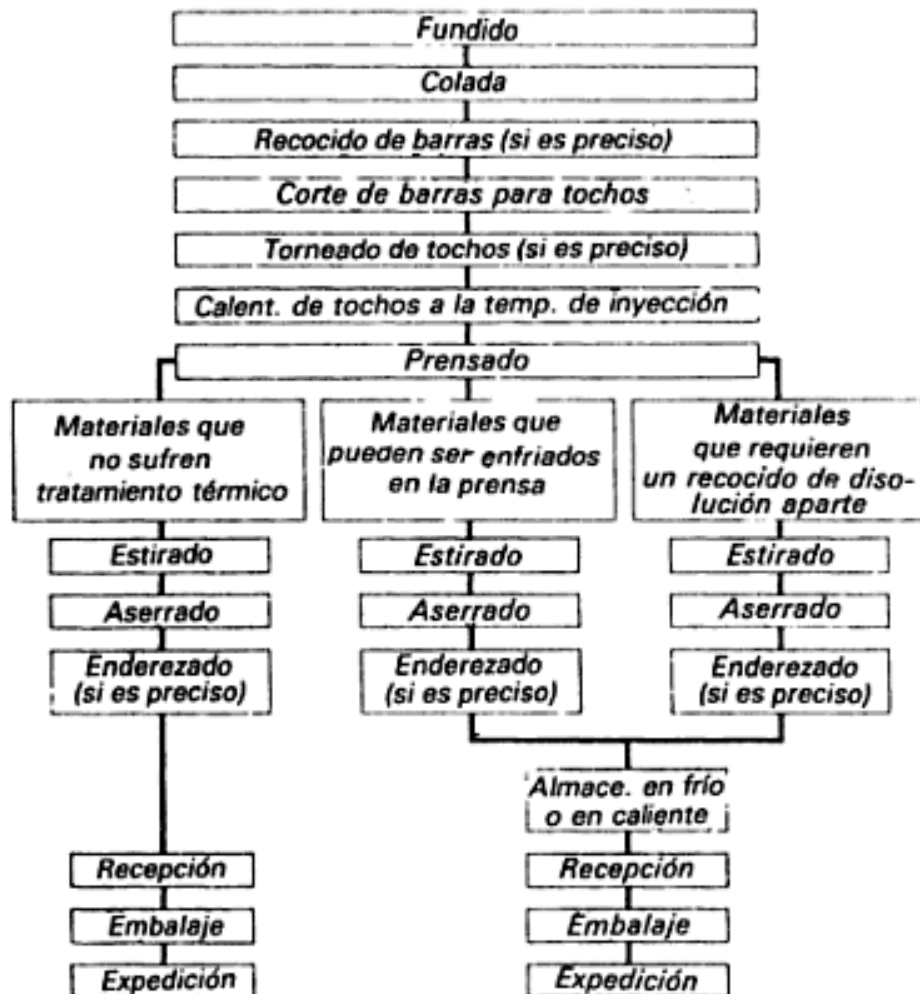 Fundido
Colada
Recocido de barras (si es preciso)
Corte de barras para tochos
Torneado de tochos (si es preciso)
Calent. de tochos a la temp. de inyección
Prensado
Materiales que
no sufren
tratamiento térmico
Materiales que
pueden ser enfriados
en la prensa
Materiales
que requieren
un recocido de diso-
lución aparte
Estirado
Estirado
Estirado
Aserrado
Aserrado
Aserrado
Enderezado
(si es preciso)
Enderezado
(si es preciso)
Enderezado
(si es preciso)
Almace. en frío
o en caliente
Recepción
Recepción
Embalaje
Embalaje
Expedición
Expedición